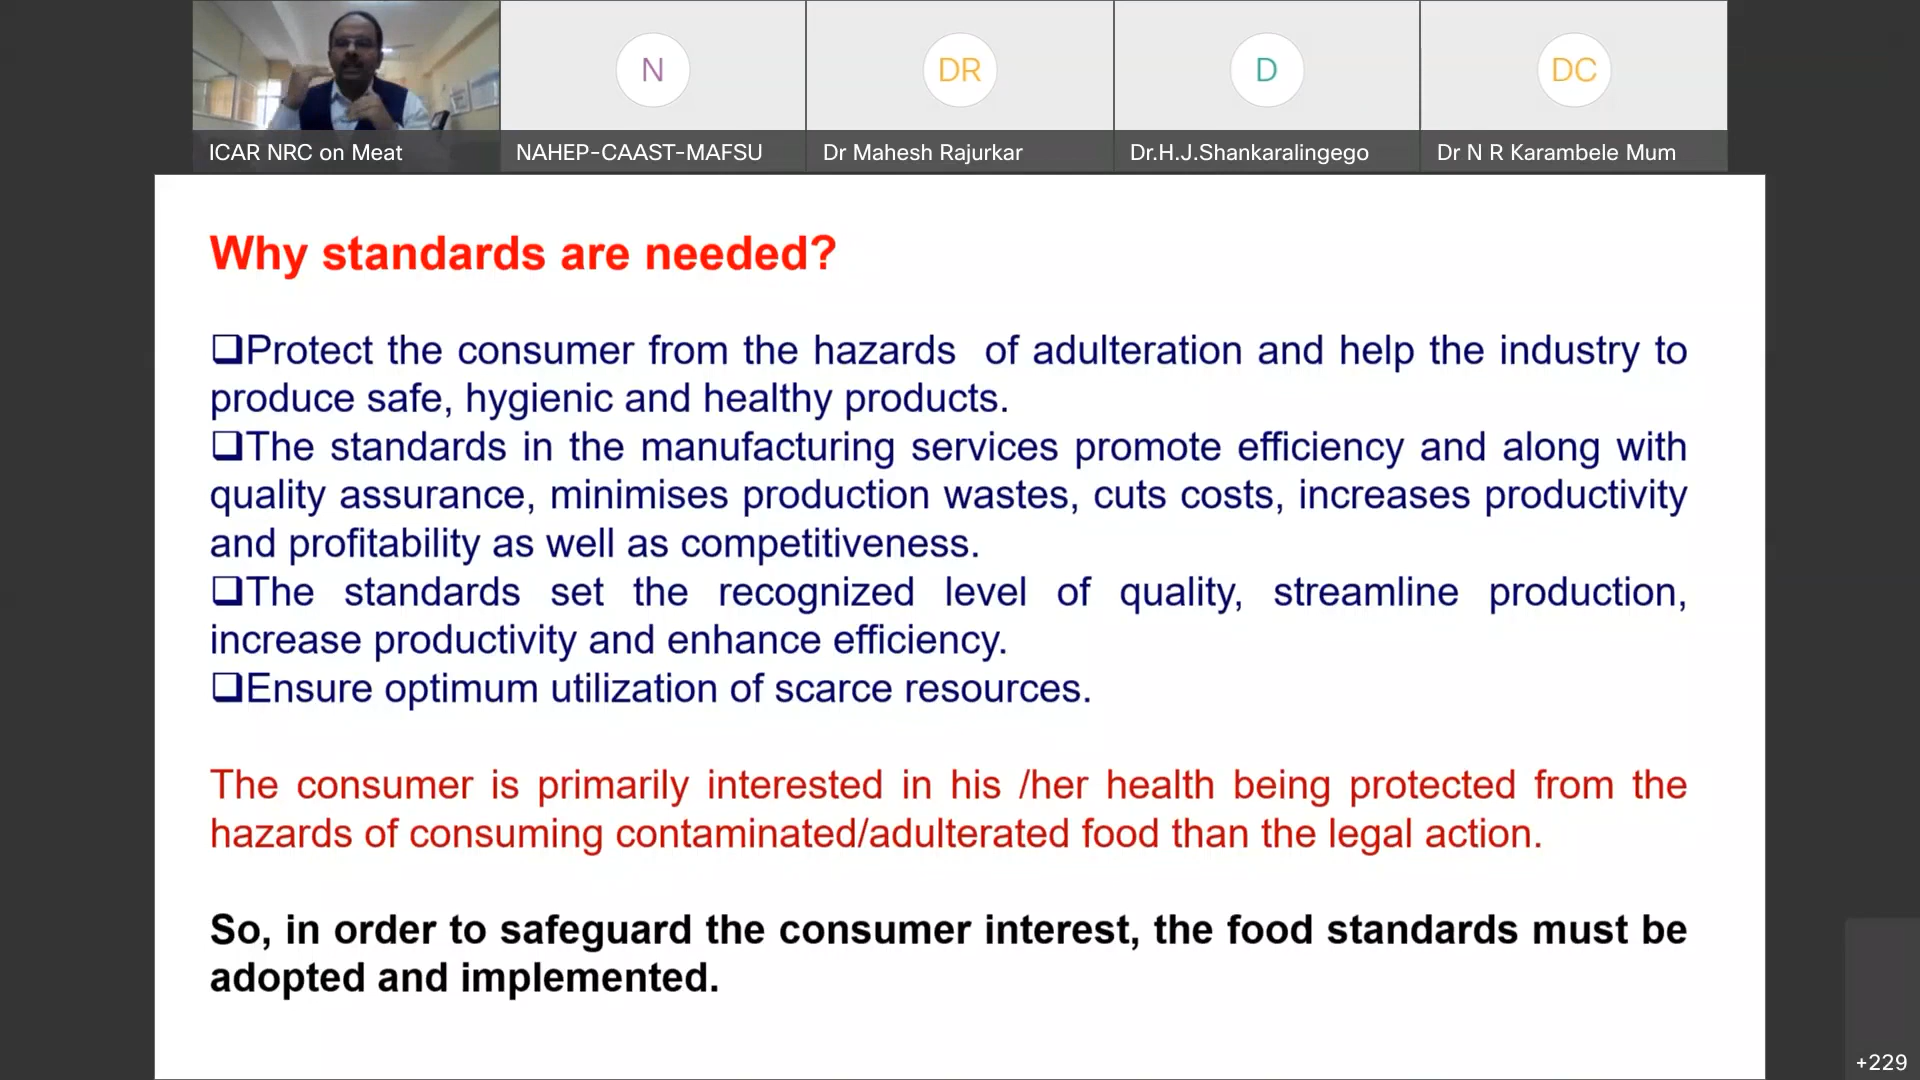 N
DR
D
DC
ICAR NRC on Meat
NAHEP-CAAST-MAFSU
Dr Mahesh Rajurkar
Dr.H.J.Shankaralingego
Dr N R Karambele Mum
Why standards are needed?
❑Protect the consumer from the hazards of adulteration and help the industry to
produce safe, hygienic and healthy products.
❑The standards in the manufacturing services promote efficiency and along with
quality assurance, minimises production wastes, cuts costs, increases productivity
and profitability as well as competitiveness.
❑The standards set the recognized level of quality, streamline production,
increase productivity and enhance efficiency.
❑Ensure optimum utilization of scarce resources.
The consumer is primarily interested in his /her health being protected from the
hazards of consuming contaminated/adulterated food than the legal action.
So, in order to safeguard the consumer interest, the food standards must be
adopted and implemented.
+229